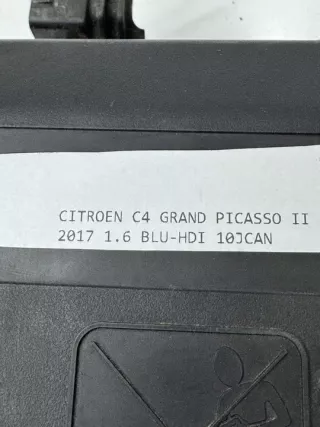 CITROEN C4 GRAND PICASSO II
2017 1.6 BLU-HDI 10JCAN